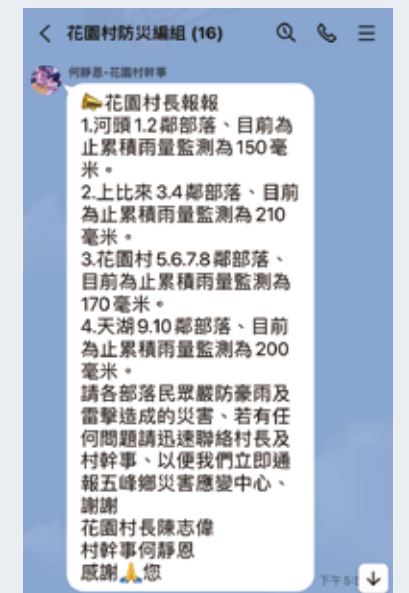 花園村防災編組 (16)
何靜恩-花園村幹事
花園村長報報
1.河頭1.2鄰部落、目前為
止累積雨量監測為150毫
米。
2.上比來3.4鄰部落、目前
為止累積雨量監測為210
毫米。
3.花園村5.6.7.8鄰部落、
目前為止累積雨量監測為
170毫米。
4.天湖9.10鄰部落、目前
為止累積雨量監測為200
毫米。
請各部落民眾嚴防豪雨及
雷擊造成的災害、若有任
何問題請迅速聯絡村長及
村幹事、以便我們立即通
報五峰鄉災害應變中心、
謝謝
花園村長陳志偉
村幹事何靜恩
感謝🙏您
下午